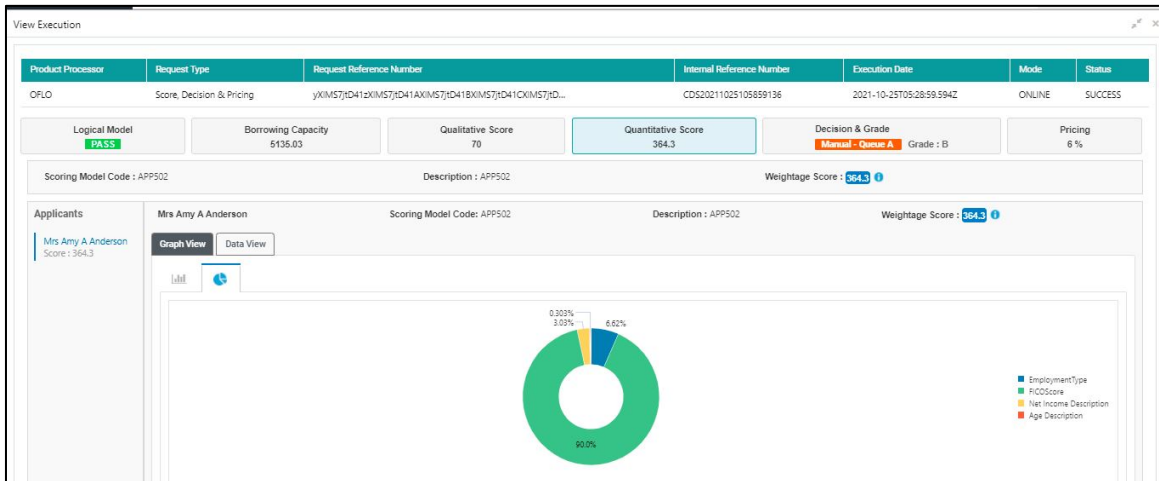 View Execution
Product Processor Request Type Request Reference Number Internal Reference Number Execution Date Mode Status
OFLO Score, Decision & Pricing yXIMS7jtD41zXIMS7jtD41AXIMS7jtD41BXIMS7jtD41CXIMS7jtD... CDS20211025105859136 2021-10-25T05:28:59.594Z ONLINE SUCCESS
Logical Model Borrowing Capacity Qualitative Score Quantitative Score Decision & Grade Pricing
PASS 5135.03 70 364.3 Manual - Queue A Grade : B 6 %
Scoring Model Code : APP502 Description : APP502 Weightage Score : 364.3
Applicants Mrs Amy A Anderson Scoring Model Code: APP502 Description : APP502 Weightage Score : 364.3
Mrs Amy A Anderson
Score : 364.3
Graph View Data View
0.303%
3.03% 6.62%
90.0%
EmploymentType
FICOScore
Net Income Description
Age Description